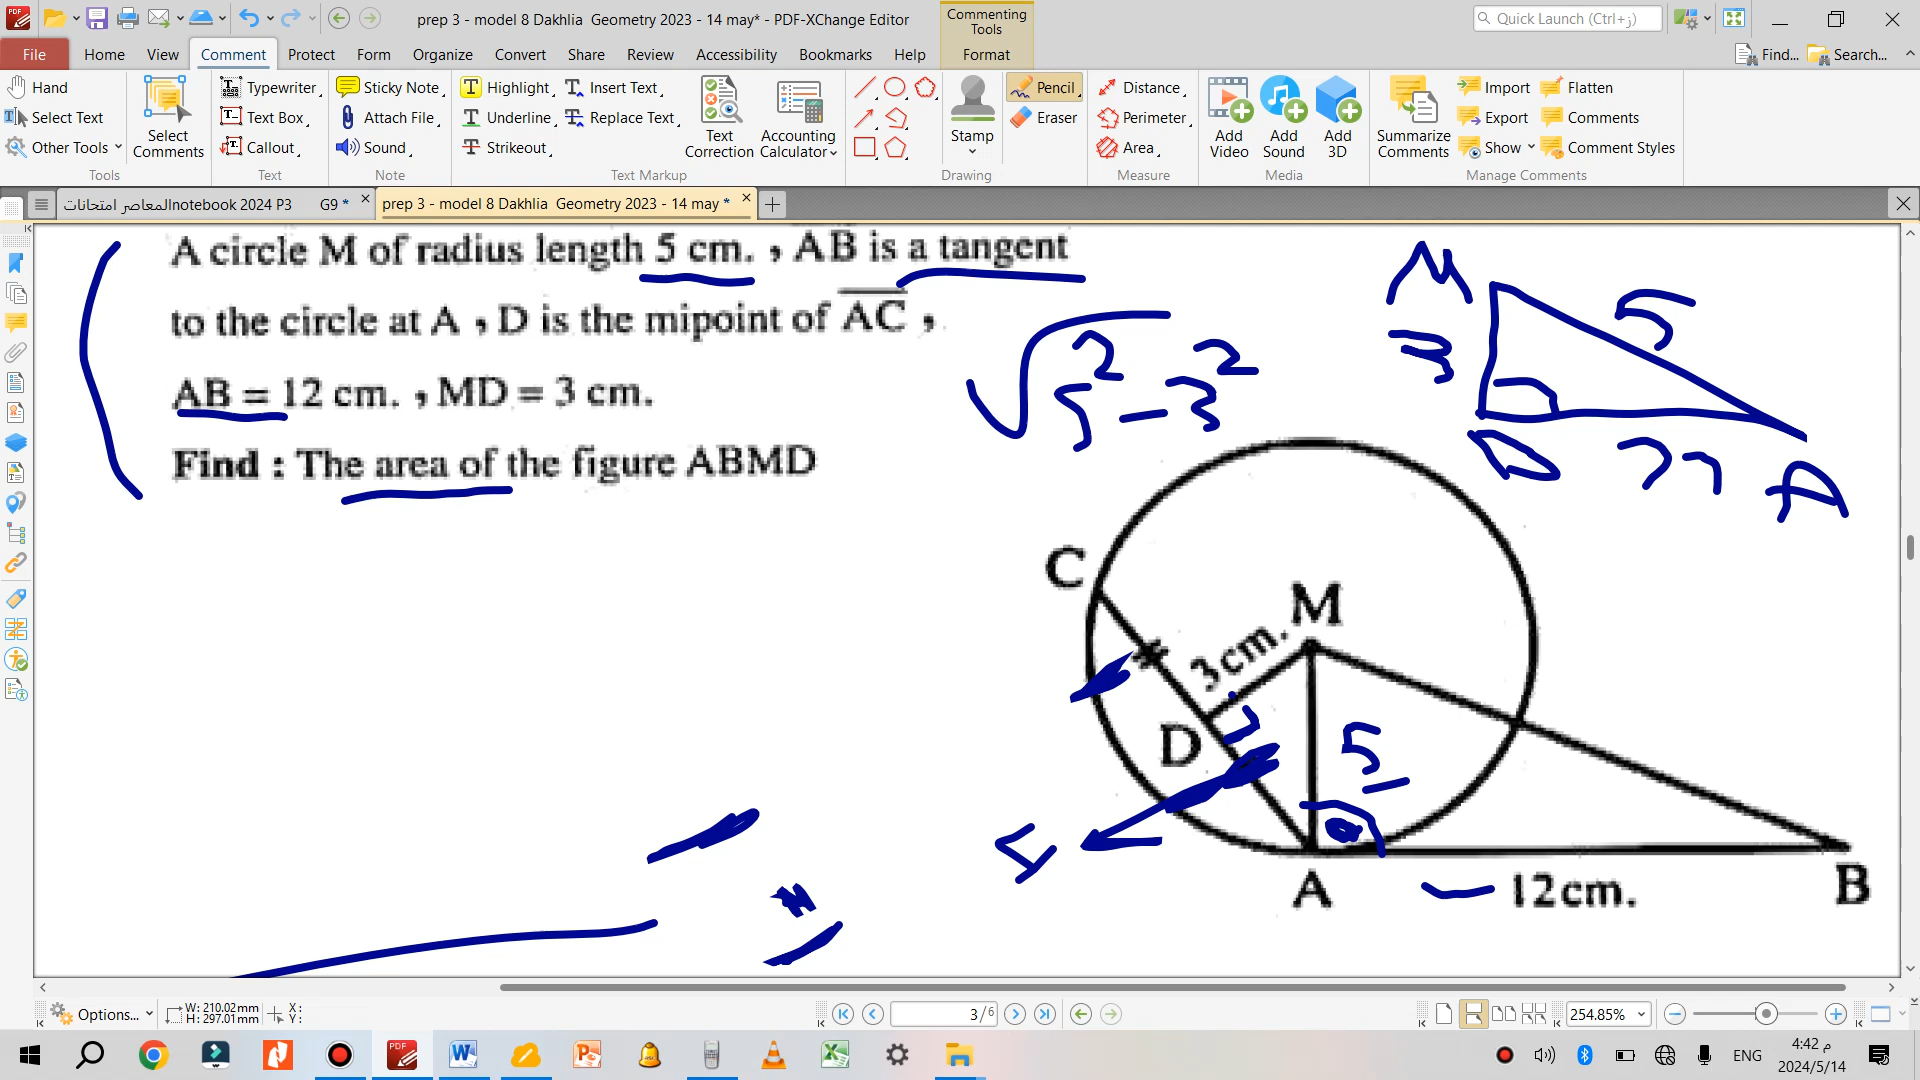 prep 3 - model 8 Dakhlia Geometry 2023 - 14 may* - PDF-XChange Editor
Commenting Tools
Quick Launch (Ctrl+ز)
File Home View Comment Protect Form Organize Convert Share Review Accessibility Bookmarks Help Format
Find... Search...
Hand
Select Text
Other Tools
Select Comments
Tools
Typewriter
Text Box
Callout
Text
Sticky Note
Attach File
Sound
Note
Highlight
Underline
Strikeout
Insert Text
Replace Text
Text Correction
Accounting Calculator
Text Markup
Drawing
Stamp
Pencil
Eraser
Distance
Perimeter
Area
Measure
Add Video
Add Sound
Add 3D
Media
Summarize Comments
Import
Export
Show
Flatten
Comments
Comment Styles
Manage Comments
المعاصر امتحاناتnotebook 2024 P3 G9 *
prep 3 - model 8 Dakhlia Geometry 2023 - 14 may *
A circle M of radius length 5 cm. , AB is a tangent
to the circle at A , D is the mipoint of AC ,
AB = 12 cm. , MD = 3 cm.
Find : The area of the figure ABMD
√5² - 3²
M
3
5
D
A
C
M
3cm.
D
5
A
12cm.
B
Options...
W: 210.02mm
H: 297.01mm
X:
Y:
3/6
254.85%
ENG
4:42 م
2024/5/14